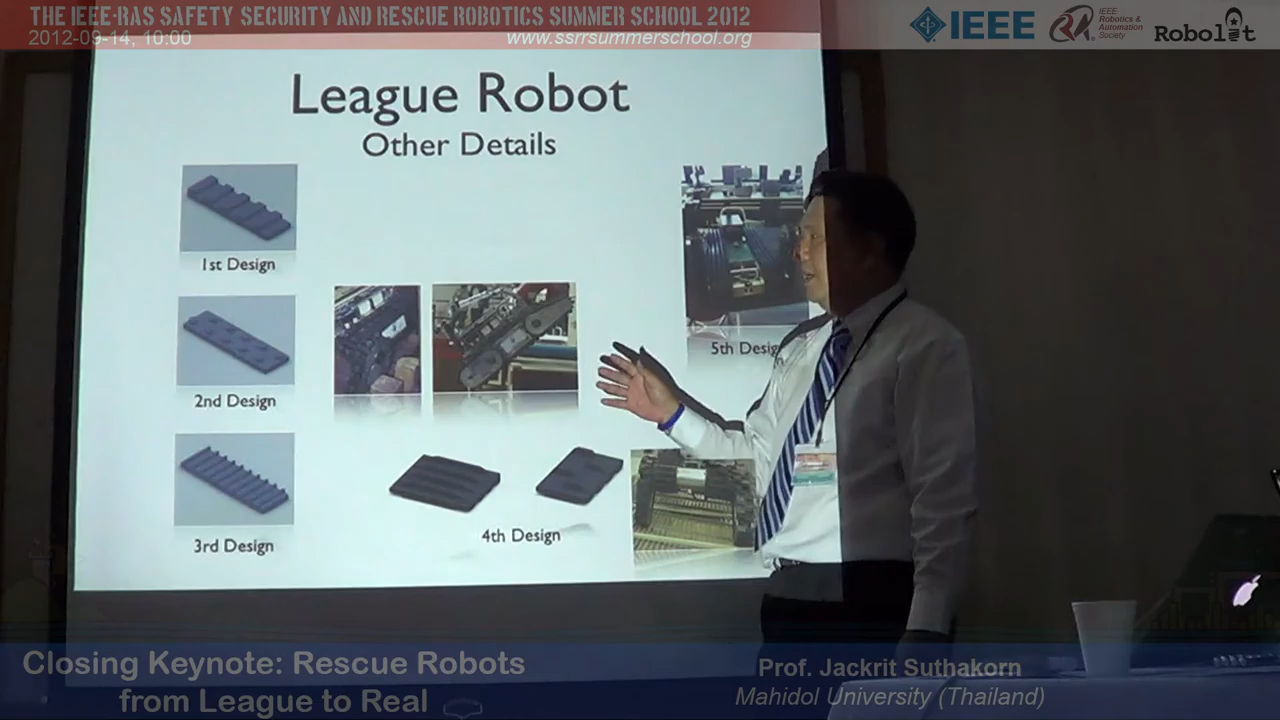 THE IEEE-RAS SAFETY SECURITY AND RESCUE ROBOTICS SUMMER SCHOOL 2012
2012-09-14, 10:00
www.ssrrsummerschool.org
IEEE
IEEE
Robotics &
Automation
Society
Robolit
League Robot
Other Details
1st Design
2nd Design
3rd Design
4th Design
5th Design
Closing Keynote: Rescue Robots
from League to Real
Prof. Jackrit Suthakorn
Mahidol University (Thailand)